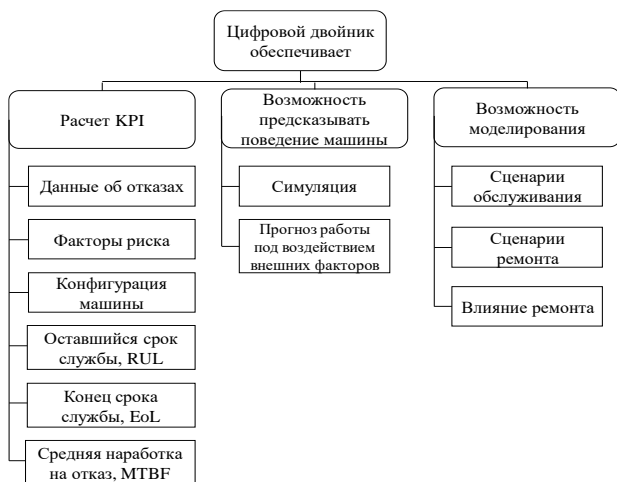 Цифровой двойник
обеспечивает
Расчет KPI
Возможность
предсказывать
поведение машины
Возможность
моделирования
Данные об отказах
Факторы риска
Конфигурация
машины
Оставшийся срок
службы, RUL
Конец срока
службы, EoL
Средняя наработка
на отказ, MTBF
Симуляция
Прогноз работы
под воздействием
внешних факторов
Сценарии
обслуживания
Сценарии
ремонта
Влияние ремонта